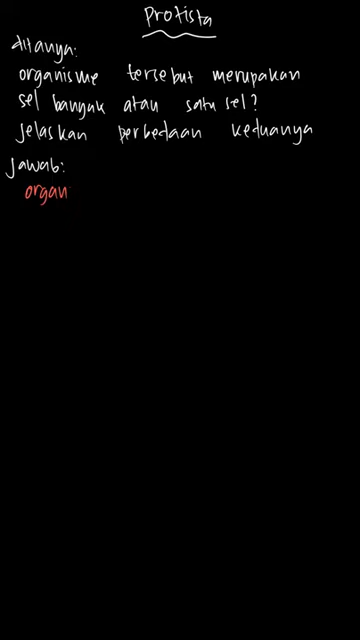 Protista
ditanya:
organisme tersebut merupakan
sel banyak atau satu sel?
jelaskan perbedaan keduanya
jawab:
organ